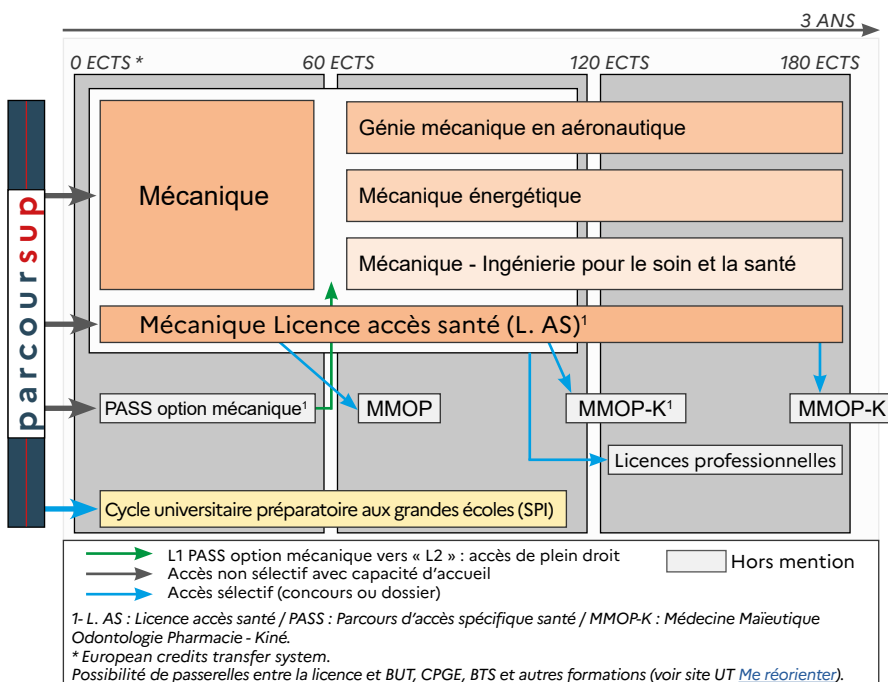 3 ANS
0 ECTS *
60 ECTS
120 ECTS
180 ECTS
parcoursup
Mécanique
Génie mécanique en aéronautique
Mécanique énergétique
Mécanique - Ingénierie pour le soin et la santé
Mécanique Licence accès santé (L. AS)¹
PASS option mécanique¹
MMOP
MMOP-K¹
MMOP-K
Licences professionnelles
Cycle universitaire préparatoire aux grandes écoles (SPI)
L1 PASS option mécanique vers « L2 » : accès de plein droit
Accès non sélectif avec capacité d'accueil
Accès sélectif (concours ou dossier)
Hors mention
1- L. AS : Licence accès santé / PASS : Parcours d'accès spécifique santé / MMOP-K : Médecine Maïeutique
Odontologie Pharmacie - Kiné.
* European credits transfer system.
Possibilité de passerelles entre la licence et BUT, CPGE, BTS et autres formations (voir site UT Me réorienter).